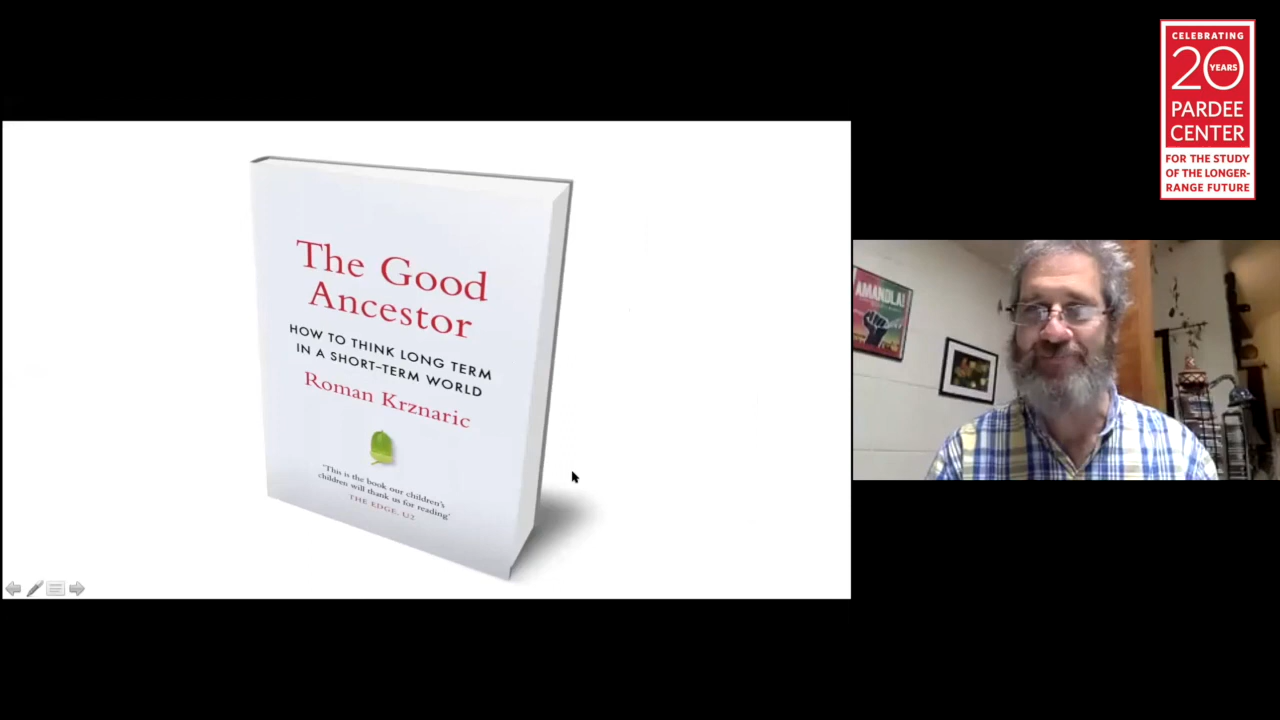 CELEBRATING
20
YEARS
PARDEE
CENTER
FOR THE STUDY
OF THE LONGER-
RANGE FUTURE
The Good
Ancestor
HOW TO THINK LONG TERM
IN A SHORT-TERM WORLD
Roman Krznaric
'This is the book our children's
children will thank us for reading'
THE EDGE, U2
AMANDLA!